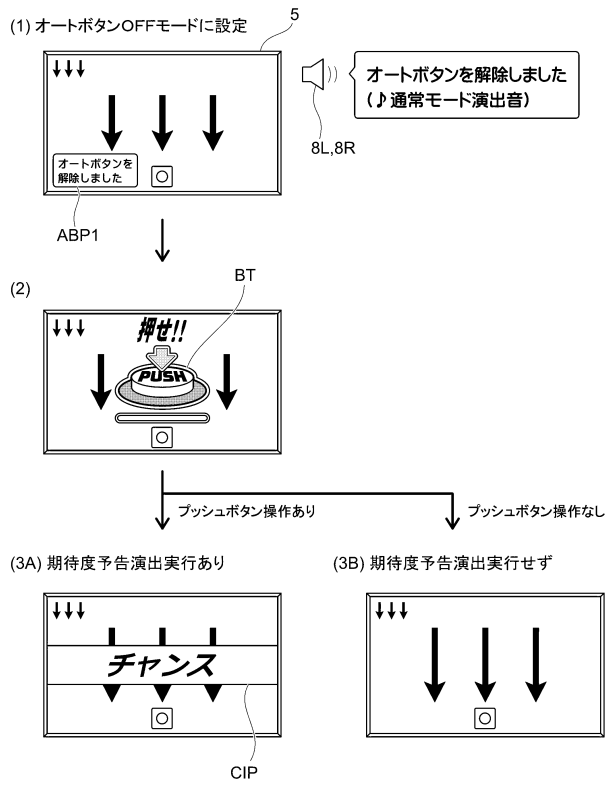 (1) オートボタンOFFモードに設定
5
オートボタンを解除しました
(♪通常モード演出音)
8L,8R
オートボタンを
解除しました
ABP1
(2)
BT
押せ!!
PUSH
プッシュボタン操作あり
プッシュボタン操作なし
(3A) 期待度予告演出実行あり
(3B) 期待度予告演出実行せず
チャンス
CIP